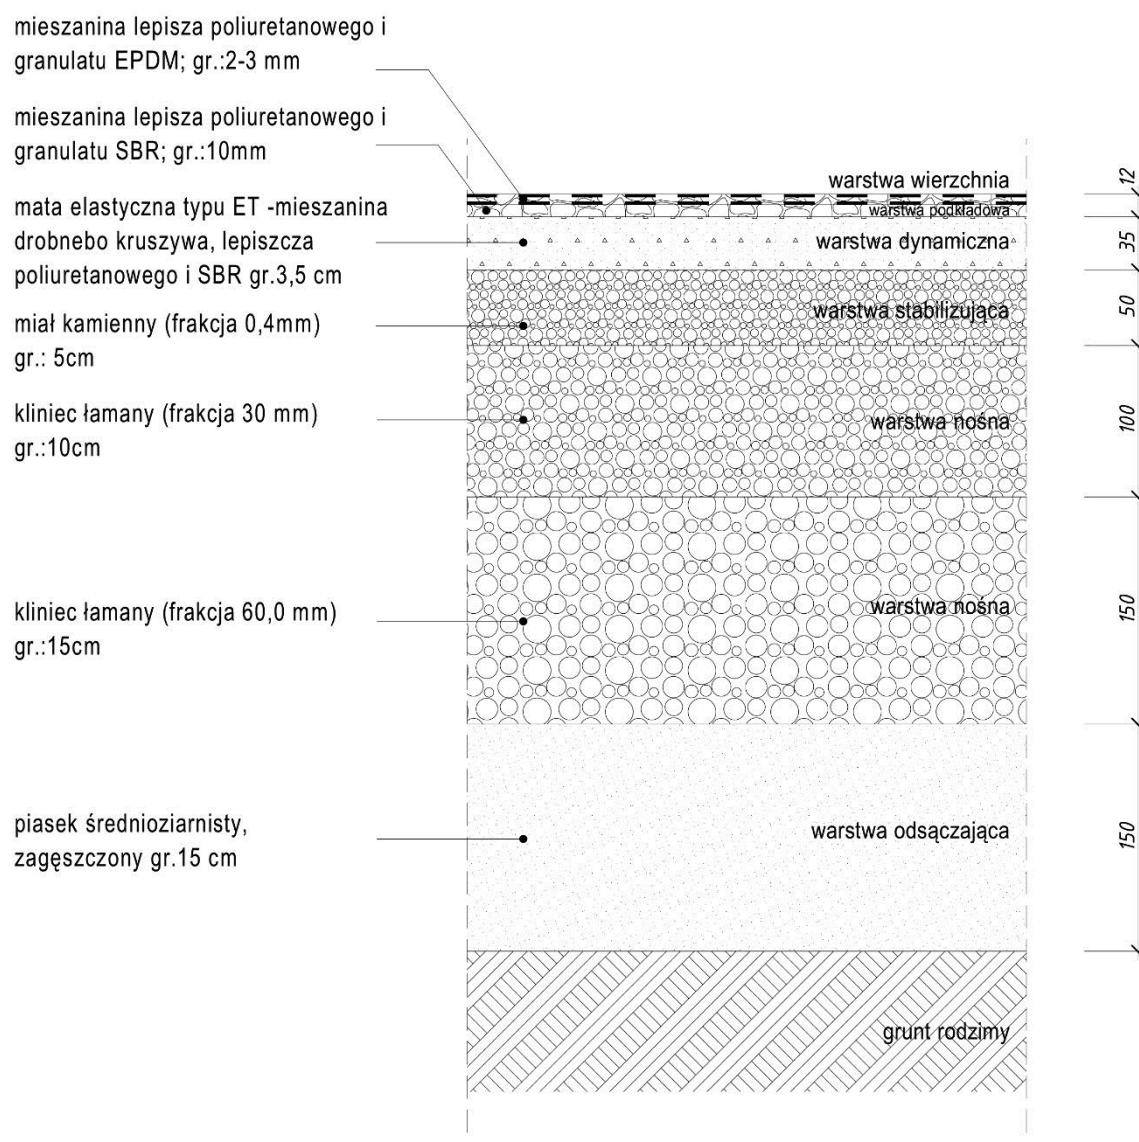 mieszanina lepisza poliuretanowego i
granulatu EPDM; gr.:2-3 mm
mieszanina lepisza poliuretanowego i
granulatu SBR; gr.:10mm
mata elastyczna typu ET -mieszanina
drobnebo kruszywa, lepiszcza
poliuretanowego i SBR gr.3,5 cm
miał kamienny (frakcja 0,4mm)
gr.: 5cm
kliniec łamany (frakcja 30 mm)
gr.:10cm
kliniec łamany (frakcja 60,0 mm)
gr.:15cm
piasek średnioziarnisty,
zagęszczony gr.15 cm
warstwa wierzchnia
warstwa podkładowa
warstwa dynamiczna
warstwa stabilizująca
warstwa nośna
warstwa nośna
warstwa odsączająca
grunt rodzimy
12
35
50
100
150
150